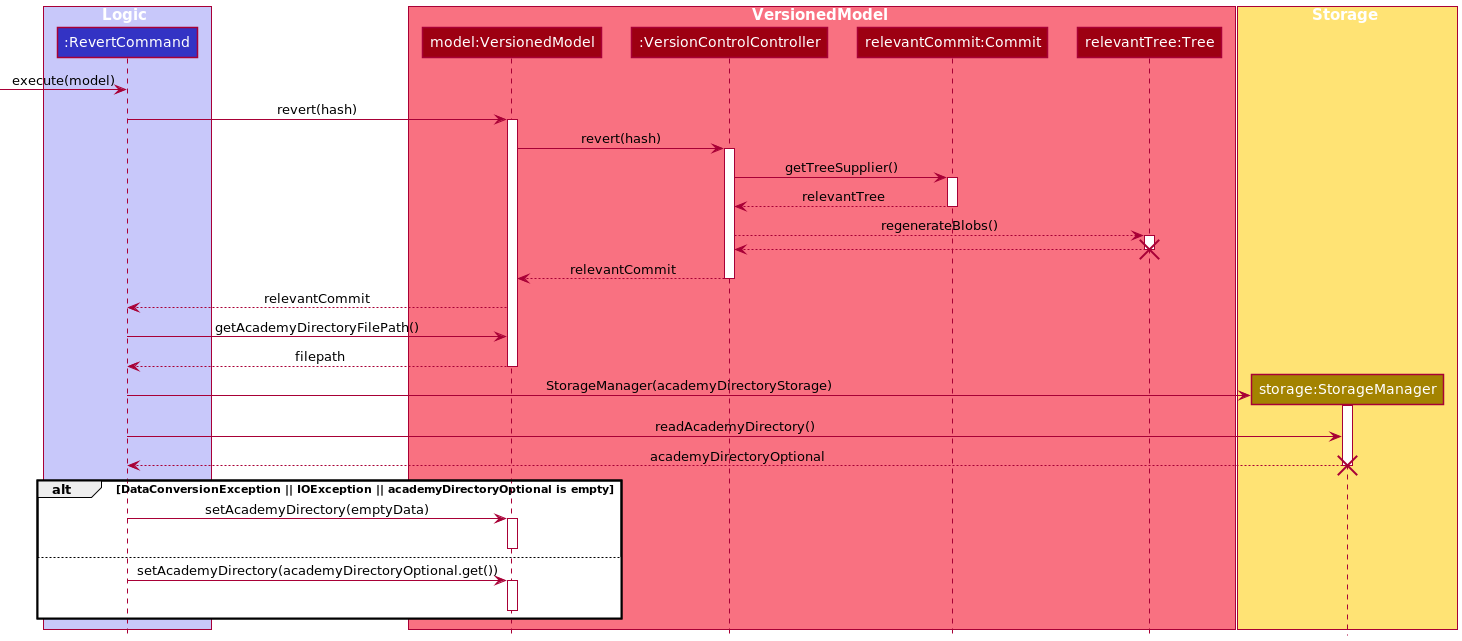 Logic
VersionedModel
Storage
:RevertCommand
model:VersionedModel
:VersionControlController
relevantCommit:Commit
relevantTree:Tree
execute(model)
revert(hash)
revert(hash)
getTreeSupplier()
relevantTree
regenerateBlobs()
relevantCommit
relevantCommit
getAcademyDirectoryFilePath()
filepath
StorageManager(academyDirectoryStorage)
storage:StorageManager
readAcademyDirectory()
academyDirectoryOptional
alt
[DataConversionException || IOException || academyDirectoryOptional is empty]
setAcademyDirectory(emptyData)
setAcademyDirectory(academyDirectoryOptional.get())